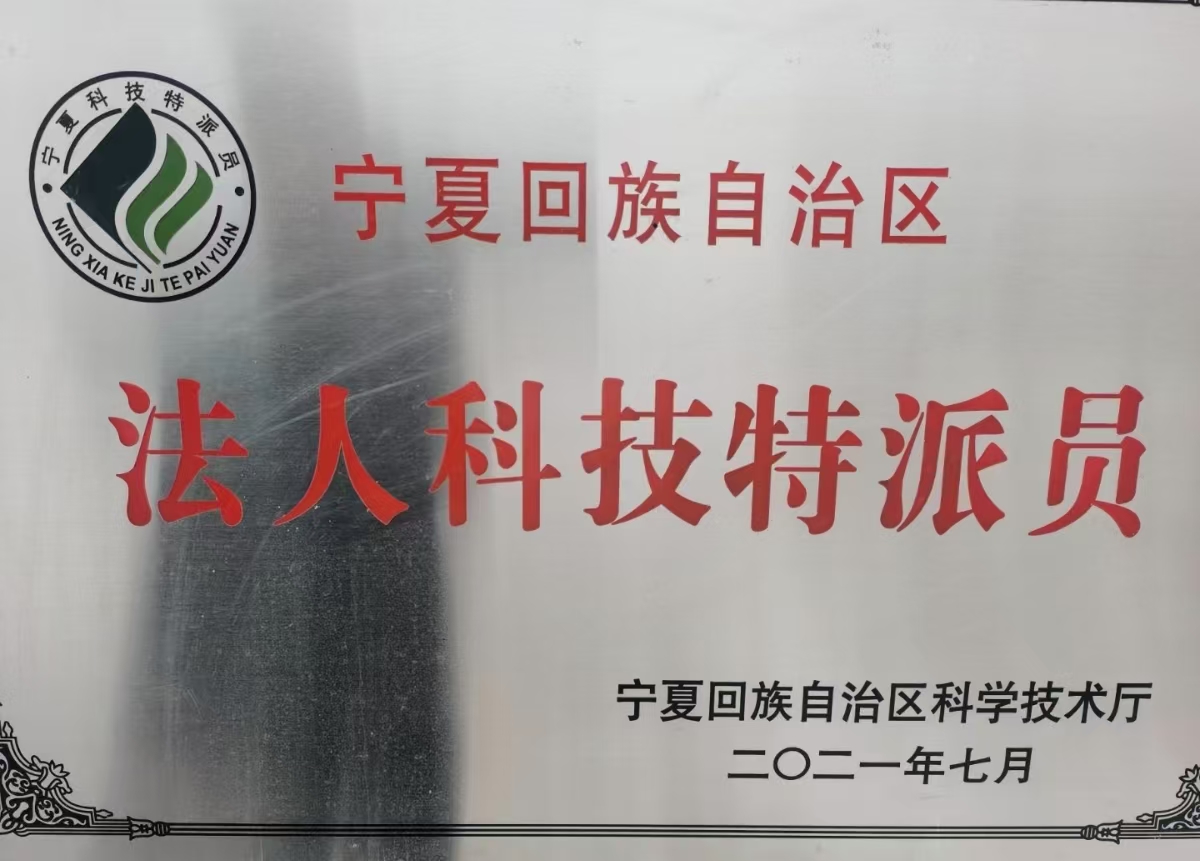 宁夏科技特派员
NING XIA KE JI TE PAI YUAN
宁夏回族自治区
法人科技特派员
宁夏回族自治区科学技术厅
二〇二一年七月